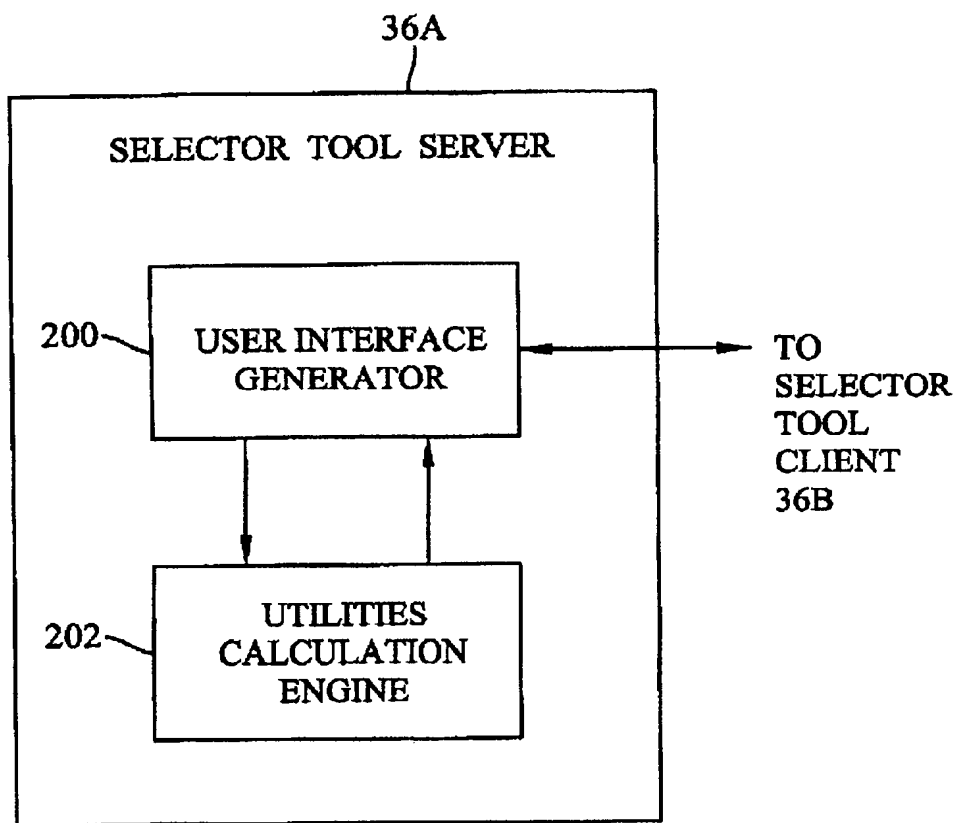 36A
SELECTOR TOOL SERVER
200
USER INTERFACE
GENERATOR
TO
SELECTOR
TOOL
CLIENT
36B
202
UTILITIES
CALCULATION
ENGINE